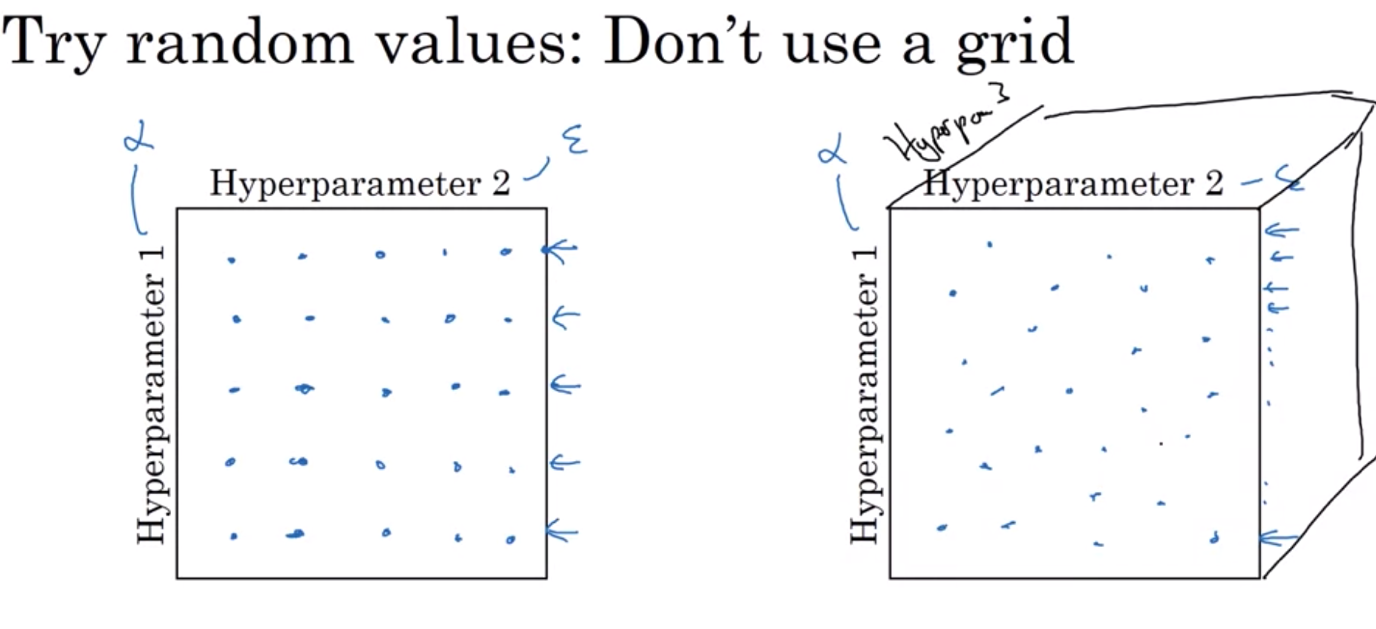 Try random values: Don't use a grid
α
Hyperparameter 2
ε
Hyperparameter 1
α
Hyperparam 3
Hyperparameter 2 - ε
Hyperparameter 1